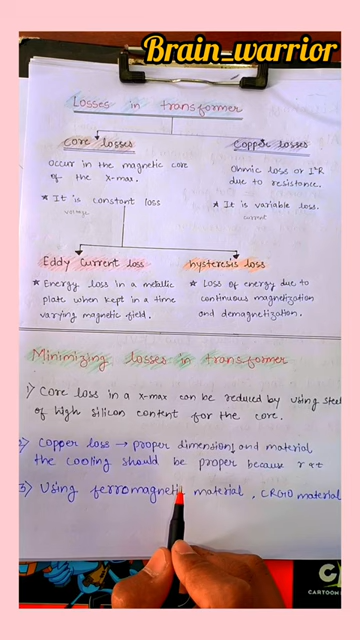 Brain_warrior
Losses in transformer
Core losses
Copper losses
Occur in the magnetic core
of the x-max.
Ohmic loss or I²R
due to resistance.
* It is constant loss
voltage
* It is variable loss.
current
Eddy current loss
hysteresis loss
* Energy loss in a metallic
plate when kept in a time
varying magnetic field.
* Loss of energy due to
continuous magnetization
and demagnetization.
Minimizing losses in transformer
1) Core loss in a x-max can be reduced by using steel
of high silicon content for the core.
2) Copper loss → proper dimension↓ and material
the cooling should be proper because r α t
3) Using ferromagnetic material, CRGO material
CARTOON